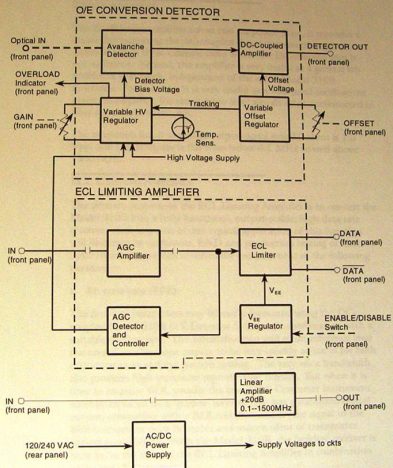 O/E CONVERSION DETECTOR
Optical IN
(front panel)
Avalanche
Detector
DC-Coupled
Amplifier
DETECTOR OUT
(front panel)
OVERLOAD
Indicator
(front panel)
Detector
Bias Voltage
Offset
Voltage
Tracking
GAIN
(front panel)
Variable HV
Regulator
Temp.
Sens.
Variable
Offset
Regulator
OFFSET
(front panel)
High Voltage Supply
ECL LIMITING AMPLIFIER
IN
(front panel)
AGC
Amplifier
ECL
Limiter
DATA
(front panel)
DATA
(front panel)
VEE
AGC
Detector
and
Controller
VEE
Regulator
ENABLE/DISABLE
Switch
(front panel)
IN
(front panel)
Linear
Amplifier
+20dB
0.1--1500MHz
OUT
(front panel)
120/240 VAC
(rear panel)
AC/DC
Power
Supply
Supply Voltages to ckts